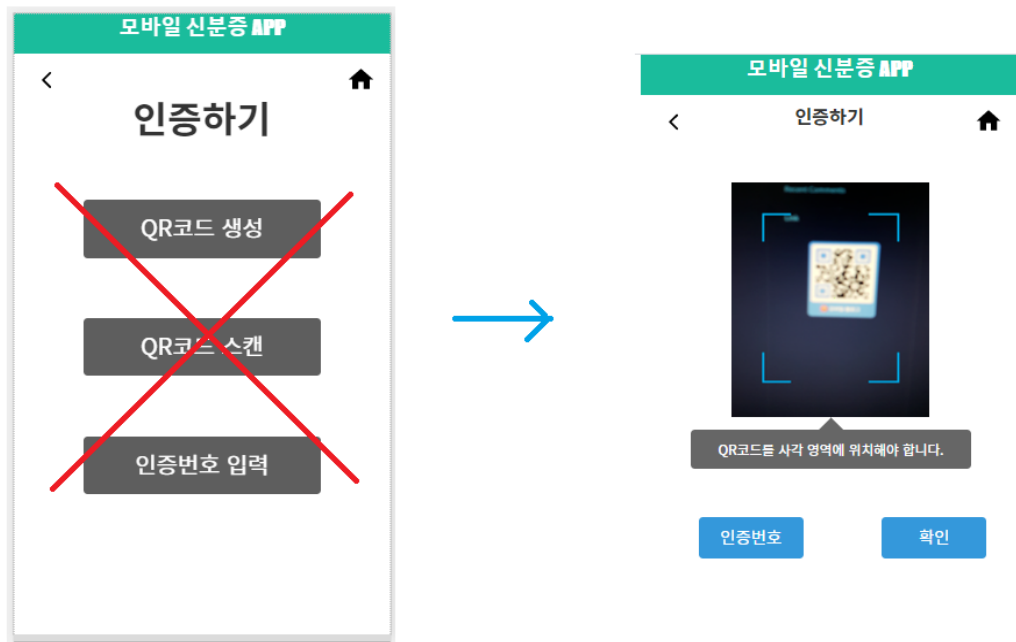 모바일 신분증 APP
인증하기
QR코드 생성
QR코드 스캔
인증번호 입력
모바일 신분증 APP
인증하기
Recent Comments
QR코드를 사각 영역에 위치해야 합니다.
인증번호
확인